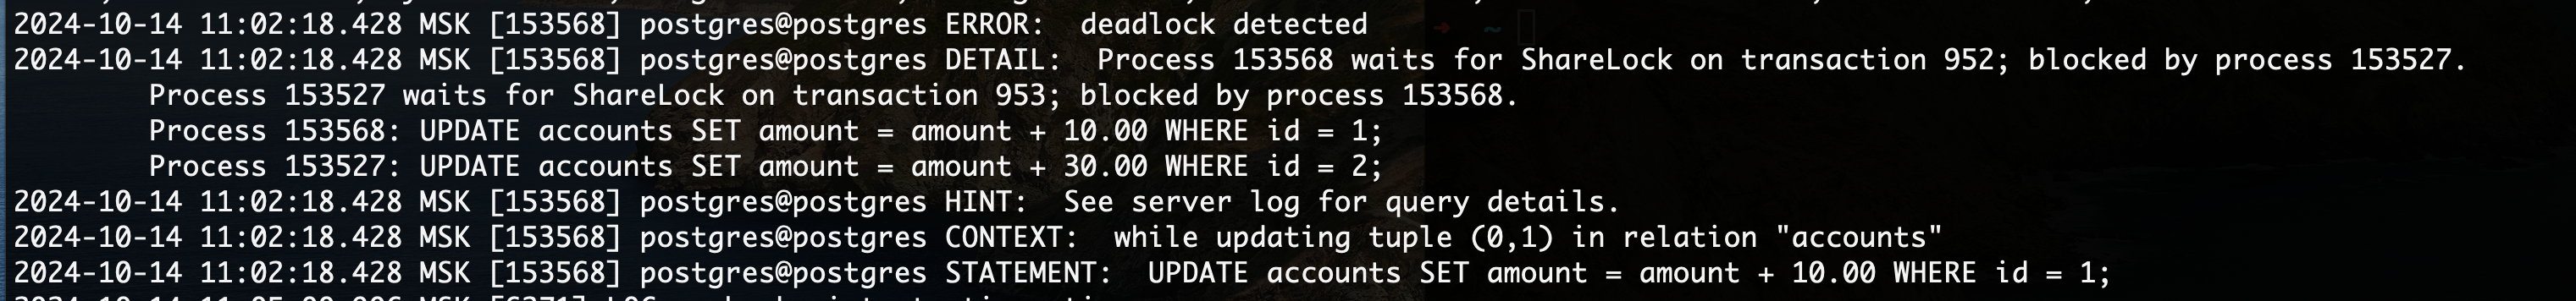 2024-10-14 11:02:18.428 MSK [153568] postgres@postgres ERROR:  deadlock detected
2024-10-14 11:02:18.428 MSK [153568] postgres@postgres DETAIL:  Process 153568 waits for ShareLock on transaction 952; blocked by process 153527.
Process 153527 waits for ShareLock on transaction 953; blocked by process 153568.
Process 153568: UPDATE accounts SET amount = amount + 10.00 WHERE id = 1;
Process 153527: UPDATE accounts SET amount = amount + 30.00 WHERE id = 2;
2024-10-14 11:02:18.428 MSK [153568] postgres@postgres HINT:  See server log for query details.
2024-10-14 11:02:18.428 MSK [153568] postgres@postgres CONTEXT:  while updating tuple (0,1) in relation "accounts"
2024-10-14 11:02:18.428 MSK [153568] postgres@postgres STATEMENT:  UPDATE accounts SET amount = amount + 10.00 WHERE id = 1;